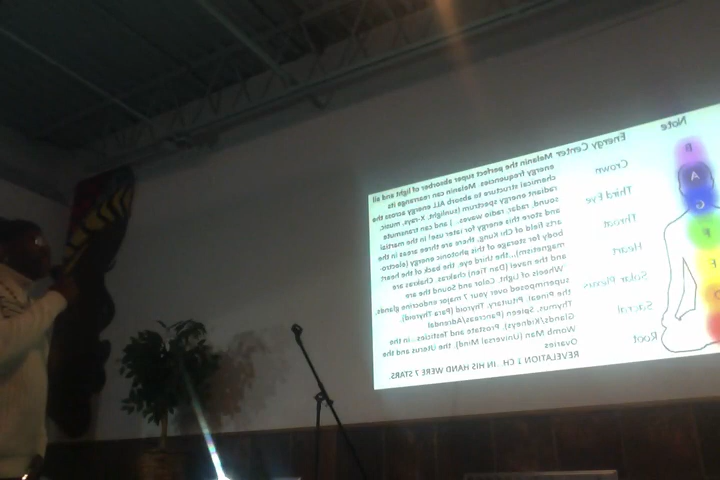 Note
Energy Center
B
Crown
A
Third Eye
G
Throat
F
Heart
Solar Plexus
Sacral
Root
Melanin the perfect super absorber of light and all
energy frequencies. Melanin can rearrange its
chemical structure to absorb ALL energy across the
radiant energy spectrum (sunlight, X-rays, music,
sound, radar, radio waves...) and can transmute
and store this energy for later use! In the martial
arts field of Chi Kung, there are three areas in the
body for storage of this photonic energy (electro-
magnetism)...the third eye, the back of the heart
and the navel (Dan Tien) chakras. Chakras are
Wheels of Light. Color and Sound the are
superimposed over your 7 major endocrine glands,
the Pineal, Pituitary, Thyroid (Para Thyroid)
Thymus, Spleen (Pancreas/Adrenal
Glands/Kidneys), Prostate and Testicles and
Womb Man (Universal Mind), the Uterus and the
Ovaries
REVELATION 1 CH . IN HIS HAND WERE 7 STARS.